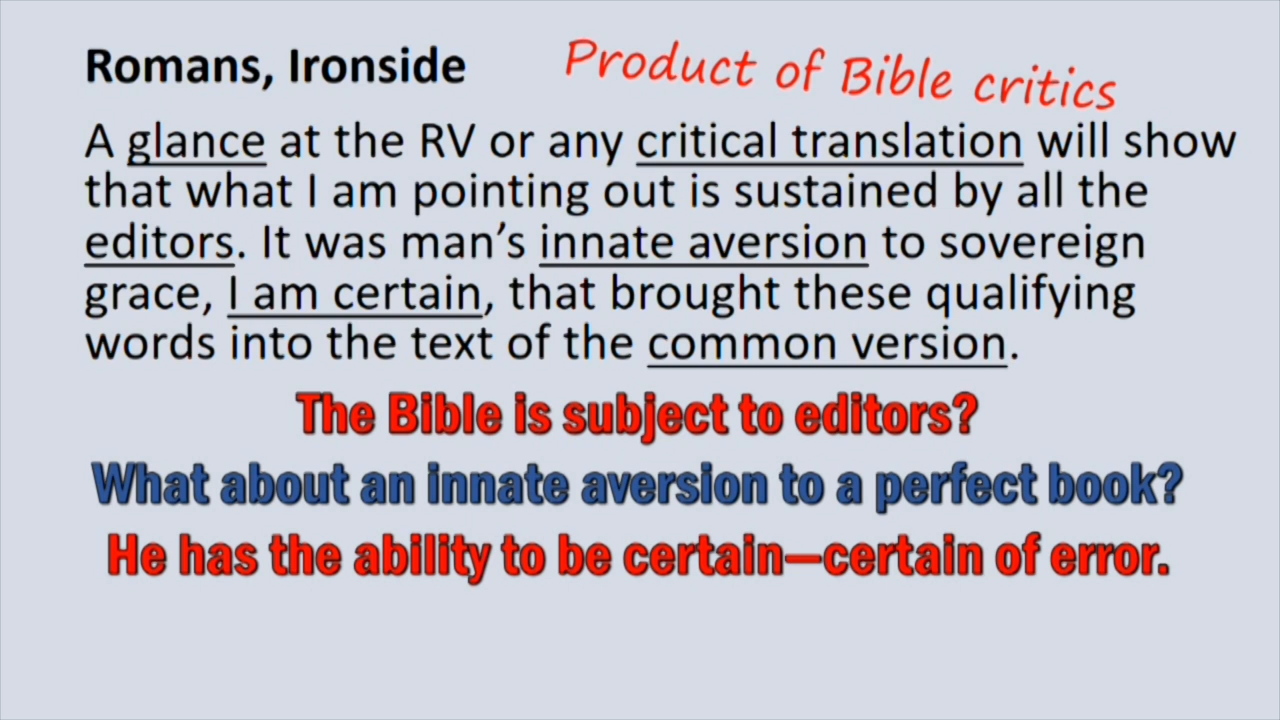 Romans, Ironside
Product of Bible critics
A glance at the RV or any critical translation will show
that what I am pointing out is sustained by all the
editors. It was man’s innate aversion to sovereign
grace, I am certain, that brought these qualifying
words into the text of the common version.
The Bible is subject to editors?
What about an innate aversion to a perfect book?
He has the ability to be certain—certain of error.